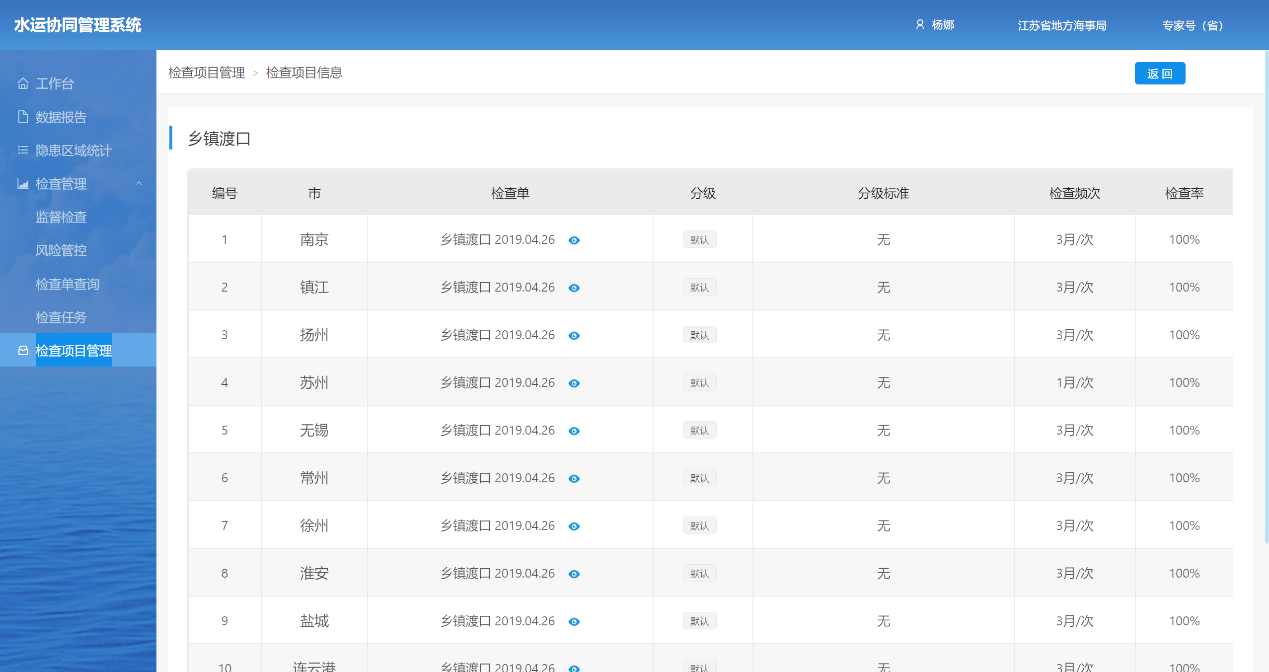 水运协同管理系统
杨娜 江苏省地方海事局 专家号（省）
工作台
数据报告
隐患区域统计
检查管理
监督检查
风险管控
检查单查询
检查任务
检查项目管理
检查项目管理 > 检查项目信息 返 回
乡镇渡口
编号 市 检查单 分级 分级标准 检查频次 检查率
1 南京 乡镇渡口 2019.04.26 默认 无 3月/次 100%
2 镇江 乡镇渡口 2019.04.26 默认 无 3月/次 100%
3 扬州 乡镇渡口 2019.04.26 默认 无 3月/次 100%
4 苏州 乡镇渡口 2019.04.26 默认 无 1月/次 100%
5 无锡 乡镇渡口 2019.04.26 默认 无 3月/次 100%
6 常州 乡镇渡口 2019.04.26 默认 无 3月/次 100%
7 徐州 乡镇渡口 2019.04.26 默认 无 3月/次 100%
8 淮安 乡镇渡口 2019.04.26 默认 无 3月/次 100%
9 盐城 乡镇渡口 2019.04.26 默认 无 3月/次 100%
10 连云港 乡镇渡口 2019.04.26 默认 无 3月/次 100%